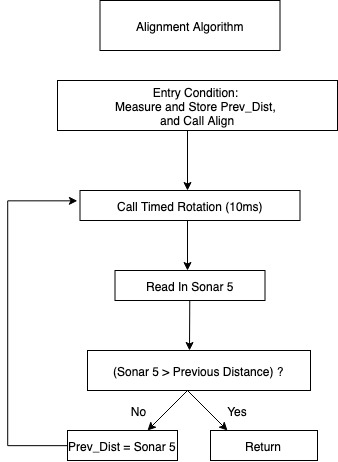 Alignment Algorithm
Entry Condition:
Measure and Store Prev_Dist,
and Call Align
Call Timed Rotation (10ms)
Read In Sonar 5
(Sonar 5 > Previous Distance) ?
No
Yes
Prev_Dist = Sonar 5
Return